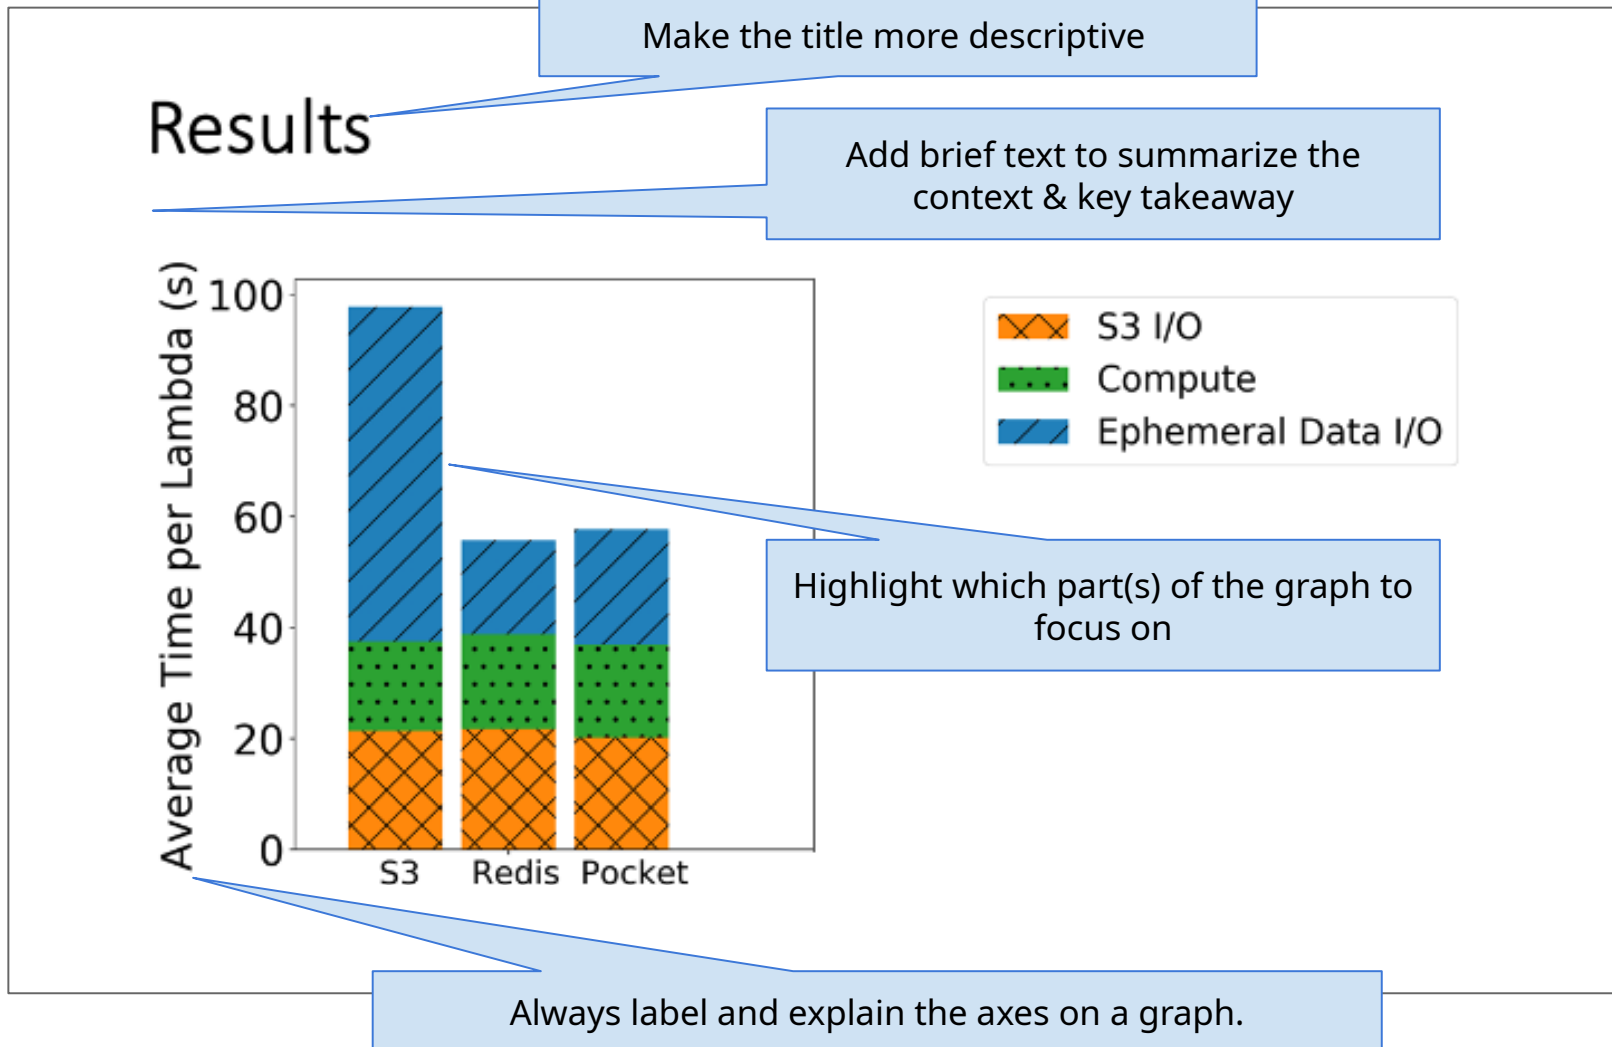 Make the title more descriptive
Results
Add brief text to summarize the
context & key takeaway
Average Time per Lambda (s)
100
80
60
40
20
0
S3 Redis Pocket
S3 I/O
Compute
Ephemeral Data I/O
Highlight which part(s) of the graph to
focus on
Always label and explain the axes on a graph.